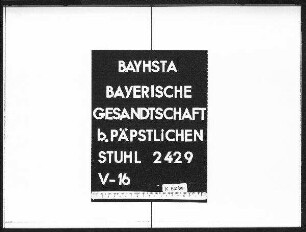 BAYHSTA
BAYERISCHE
GESANDTSCHAFT
b. PÄPSTLICHEN
STUHL 2429
V-16